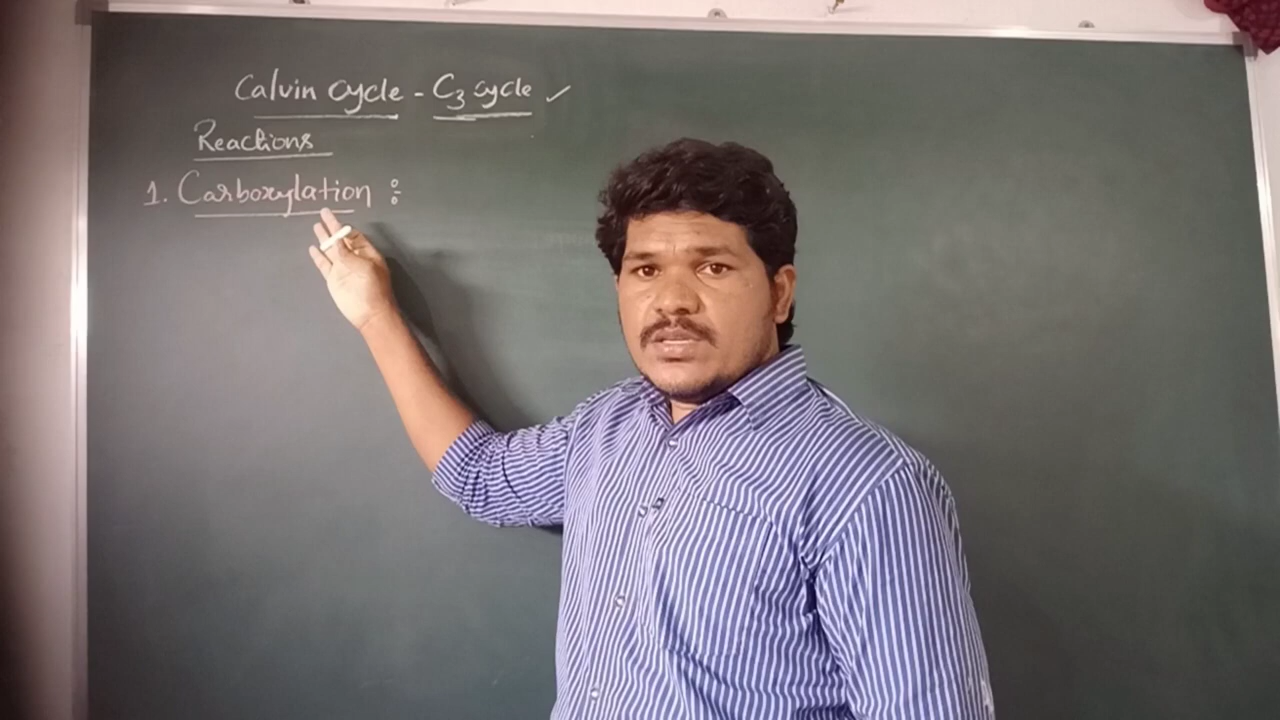 Calvin cycle - C₃ cycle ✓
Reactions
1. Carboxylation :-